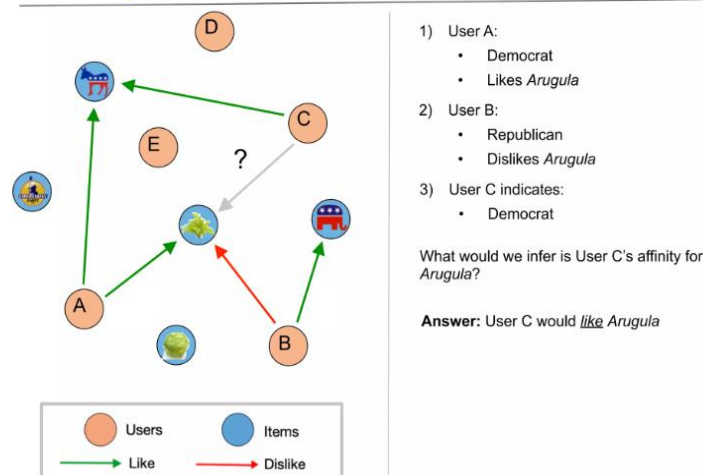 D
C
E
?
A
B
Users
Items
Like
Dislike
1) User A:
• Democrat
• Likes Arugula
2) User B:
• Republican
• Dislikes Arugula
3) User C indicates:
• Democrat
What would we infer is User C's affinity for
Arugula?
Answer: User C would like Arugula